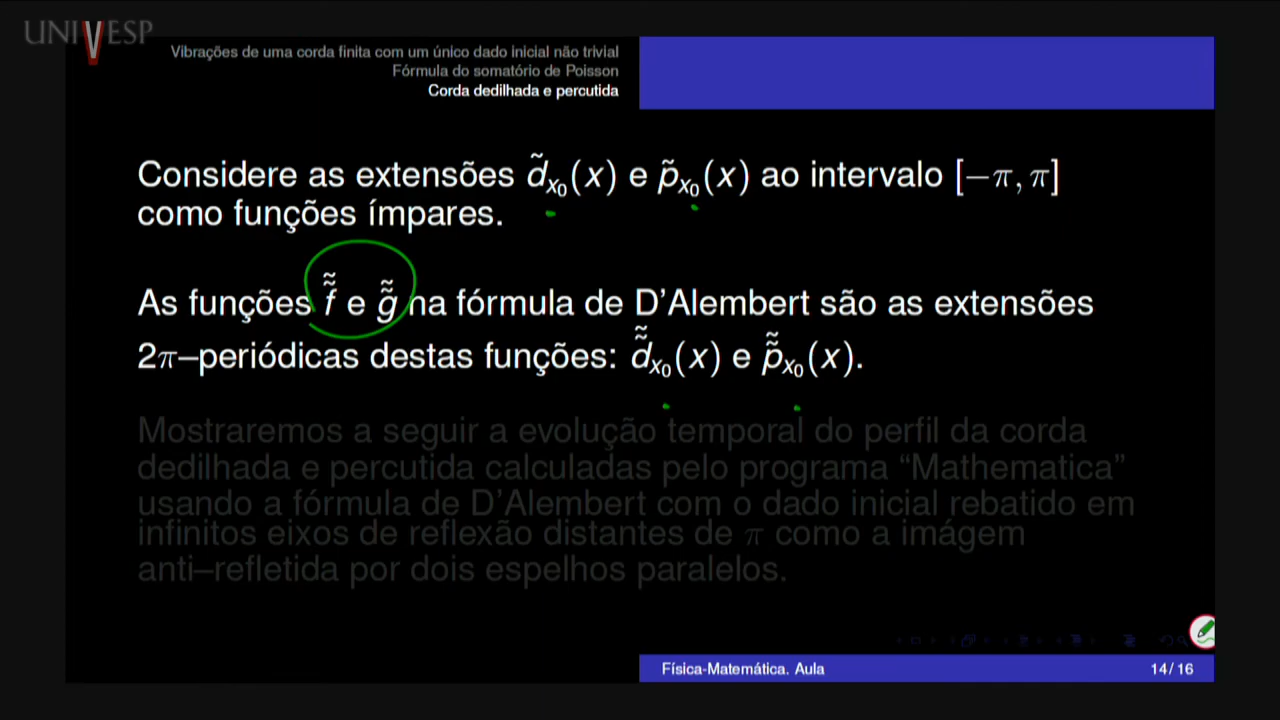 UNIVESP
Vibrações de uma corda finita com um único dado inicial não trivial
Fórmula do somatório de Poisson
Corda dedilhada e percutida
Considere as extensões d̃ₓ₀(x) e p̃ₓ₀(x) ao intervalo [−π, π]
como funções ímpares.
As funções f̃̃ e g̃̃ na fórmula de D'Alembert são as extensões
2π–periódicas destas funções: d̃̃ₓ₀(x) e p̃̃ₓ₀(x).
Mostraremos a seguir a evolução temporal do perfil da corda
dedilhada e percutida calculadas pelo programa “Mathematica”
usando a fórmula de D'Alembert com o dado inicial rebatido em
infinitos eixos de reflexão distantes de π como a imágem
anti–refletida por dois espelhos paralelos.
Física-Matemática. Aula 14/16